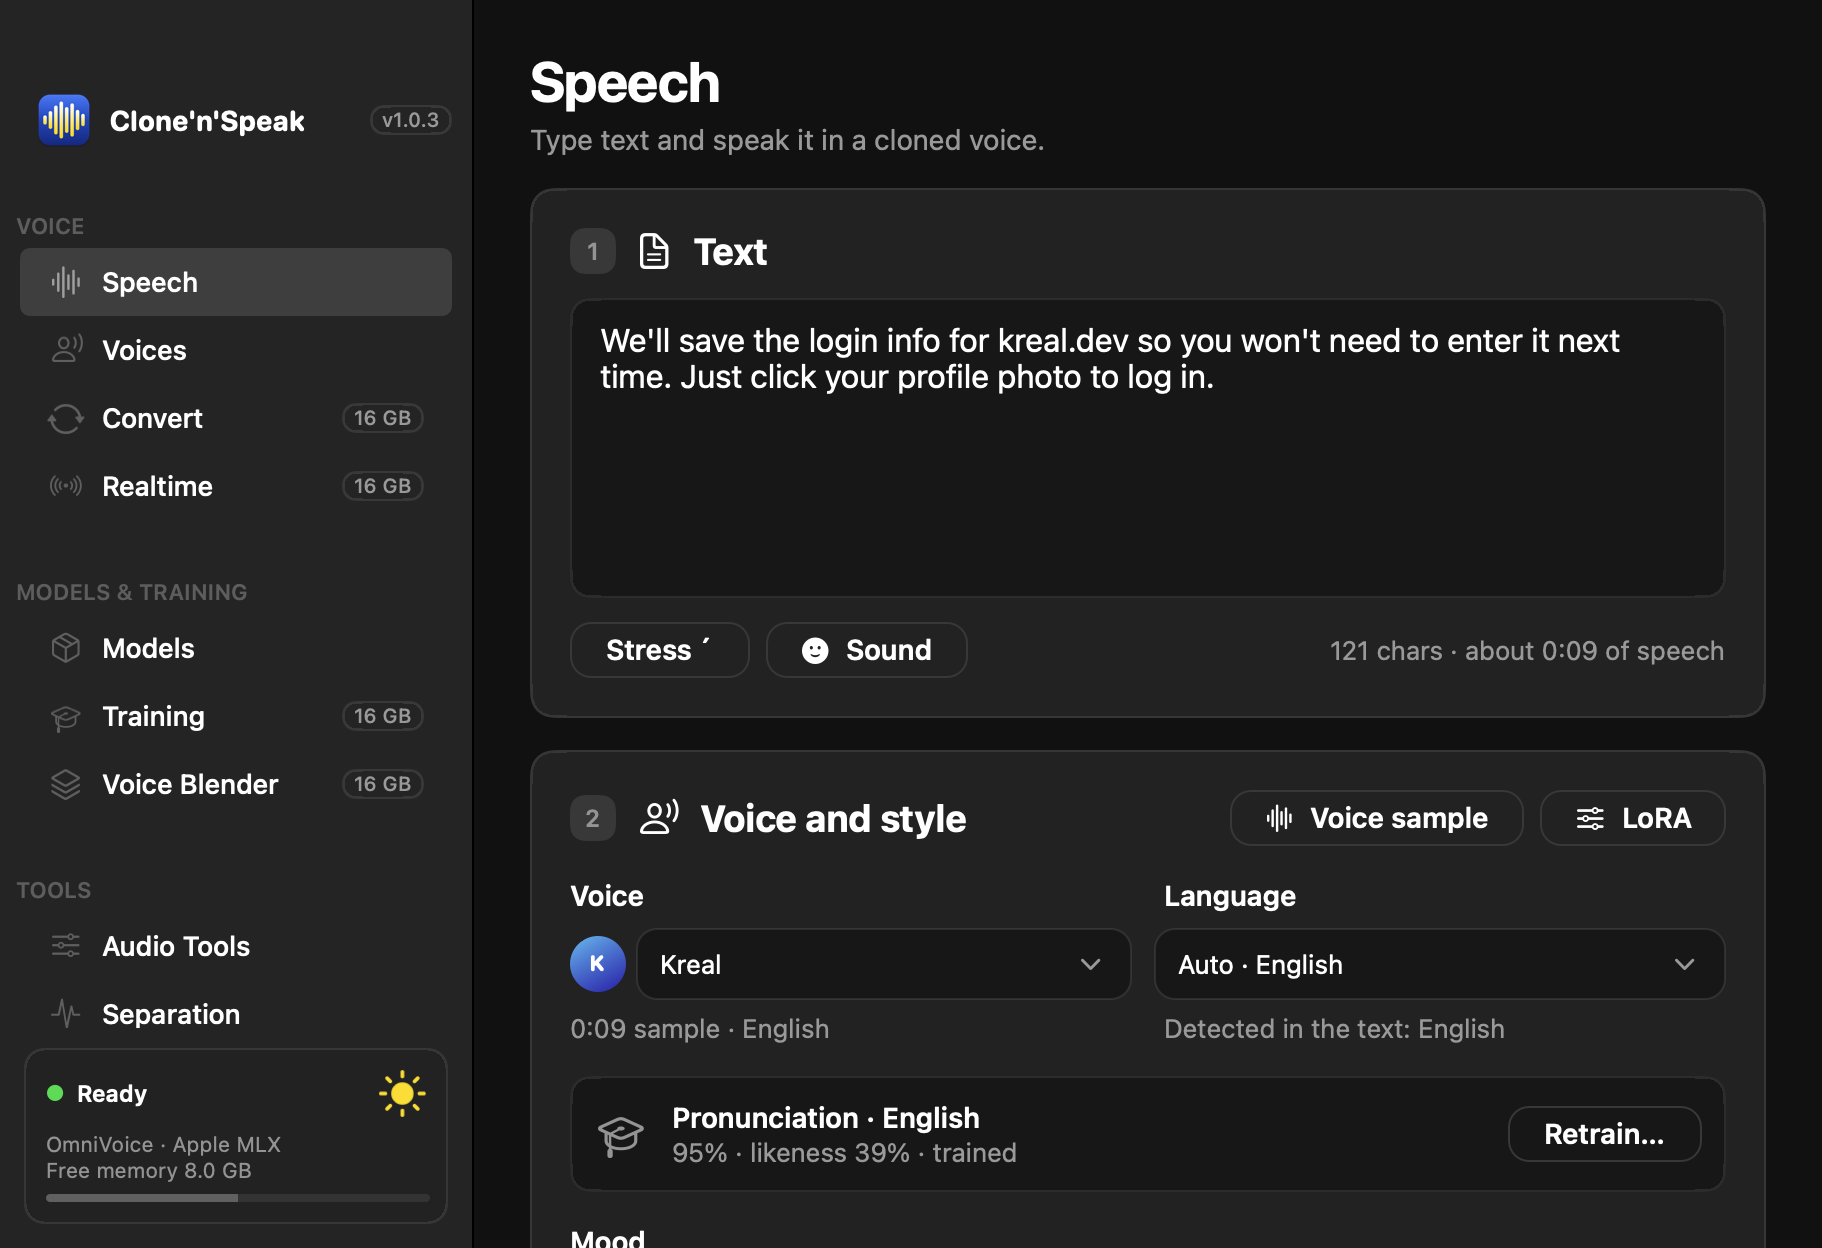 Clone'n'Speak
v1.0.3
VOICE
Speech
Voices
Convert
16 GB
Realtime
16 GB
MODELS & TRAINING
Models
Training
16 GB
Voice Blender
16 GB
TOOLS
Audio Tools
Separation
Ready
OmniVoice · Apple MLX
Free memory 8.0 GB
Speech
Type text and speak it in a cloned voice.
1
Text
We'll save the login info for kreal.dev so you won't need to enter it next
time. Just click your profile photo to log in.
Stress ´
Sound
121 chars · about 0:09 of speech
2
Voice and style
Voice sample
LoRA
Voice
Language
K
Kreal
Auto · English
0:09 sample · English
Detected in the text: English
Pronunciation · English
95% · likeness 39% · trained
Retrain...
Mood